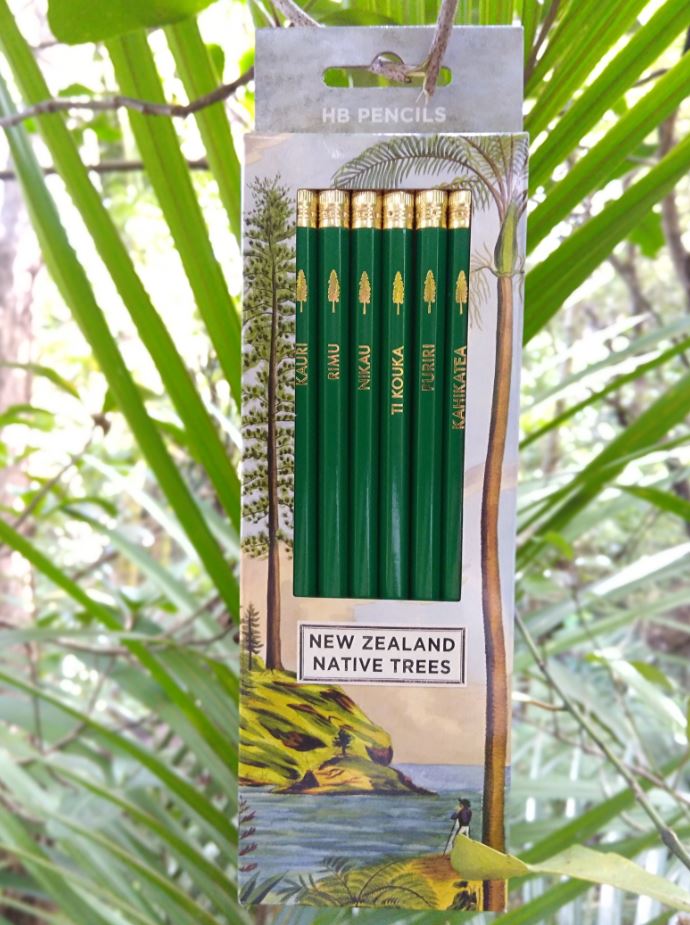 HB PENCILS
KAURI
RIMU
NIKAU
TI KOUKA
PURIRI
KAHIKATEA
NEW ZEALAND
NATIVE TREES